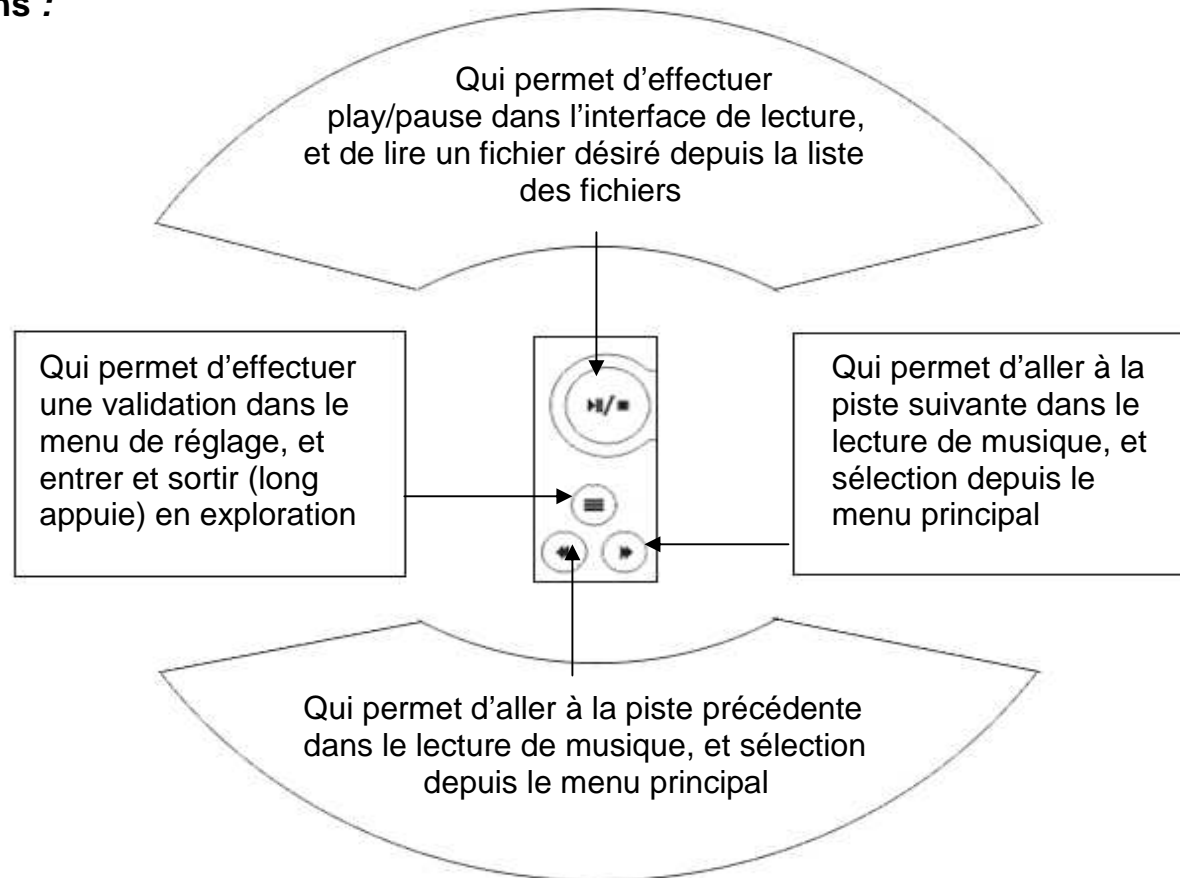 ns :
Qui permet d'effectuer
play/pause dans l'interface de lecture,
et de lire un fichier désiré depuis la liste
des fichiers
Qui permet d'effectuer
une validation dans le
menu de réglage, et
entrer et sortir (long
appuie) en exploration
Qui permet d'aller à la
piste suivante dans le
lecture de musique, et
sélection depuis le
menu principal
Qui permet d'aller à la piste précédente
dans le lecture de musique, et sélection
depuis le menu principal